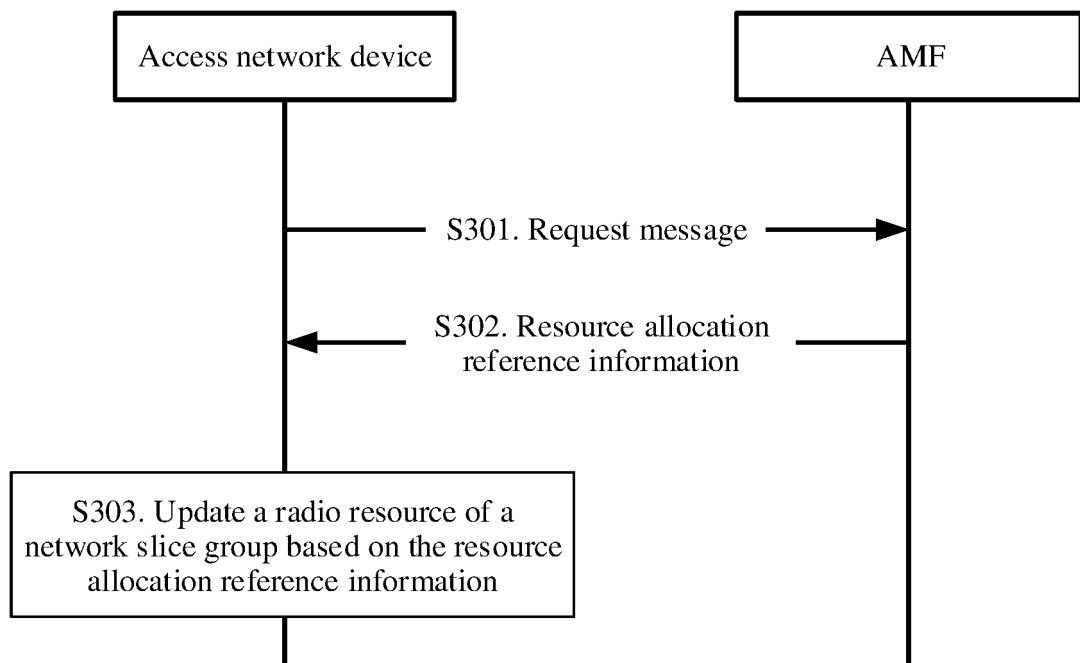 Access network device
AMF
S301. Request message
S302. Resource allocation
reference information
S303. Update a radio resource of a
network slice group based on the resource
allocation reference information